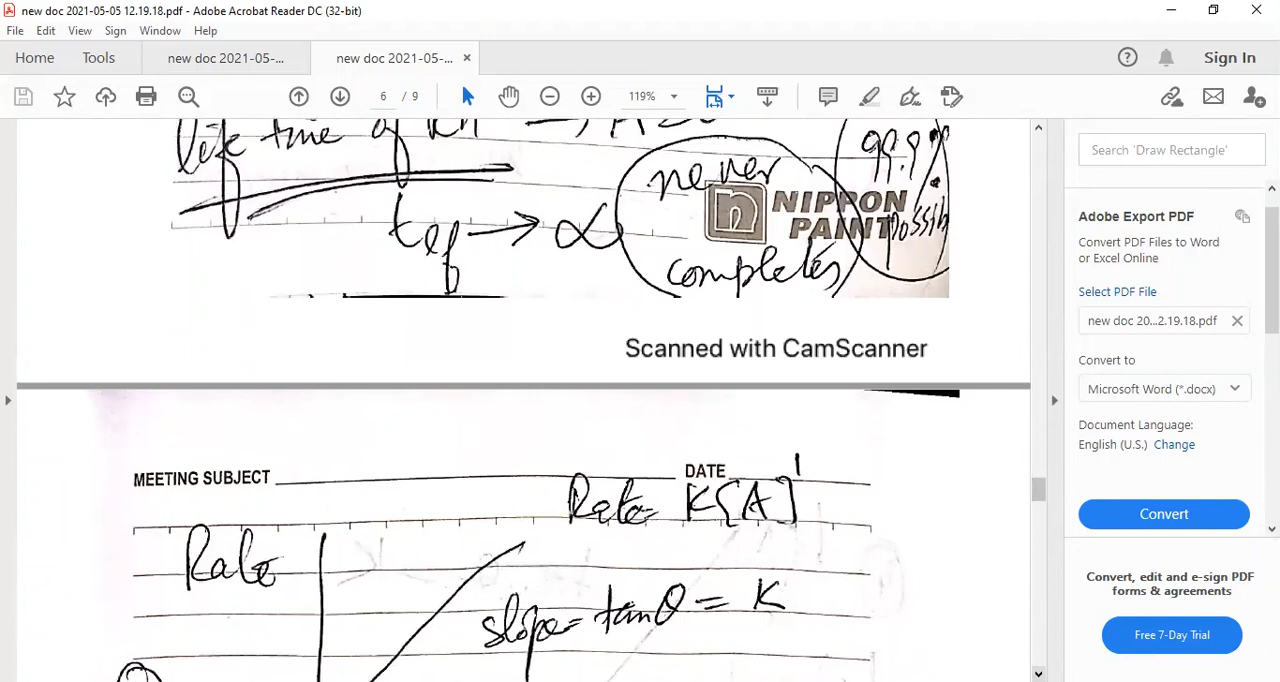 new doc 2021-05-05 12.19.18.pdf - Adobe Acrobat Reader DC (32-bit)
File Edit View Sign Window Help
Home Tools new doc 2021-05-... new doc 2021-05-... × Sign In
6 / 9 119%
life time of Rn →
never 99.9%
NIPPON
PAINT
tlf → ∝ possib
completes
Scanned with CamScanner
MEETING SUBJECT DATE
Rate = K[A]1
Rate
slope = tanθ = K
Search 'Draw Rectangle'
Adobe Export PDF
Convert PDF Files to Word
or Excel Online
Select PDF File
new doc 20...2.19.18.pdf ×
Convert to
Microsoft Word (*.docx)
Document Language:
English (U.S.) Change
Convert
Convert, edit and e-sign PDF
forms & agreements
Free 7-Day Trial